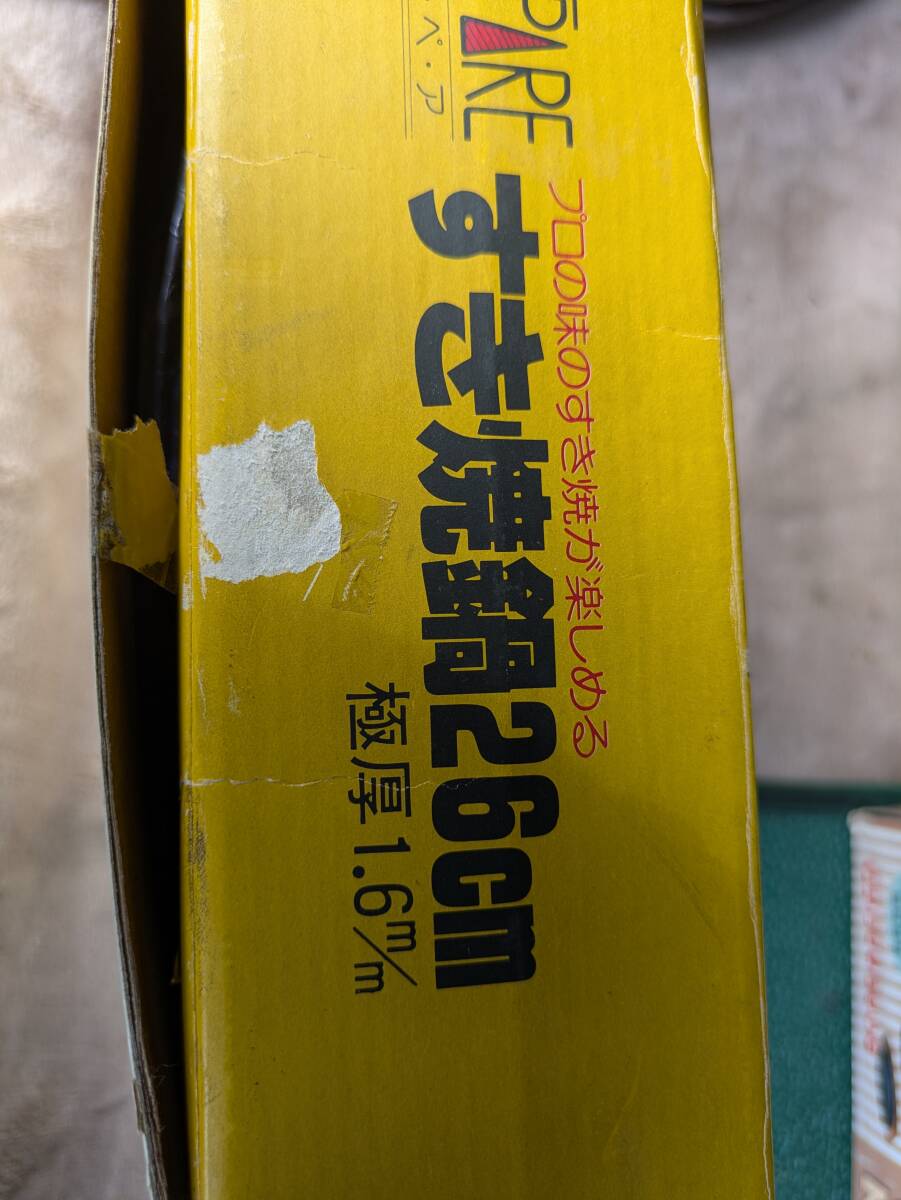 ペ・ア
プロの味のすき焼が楽しめる
すき焼鍋26cm
極厚1.6m/m